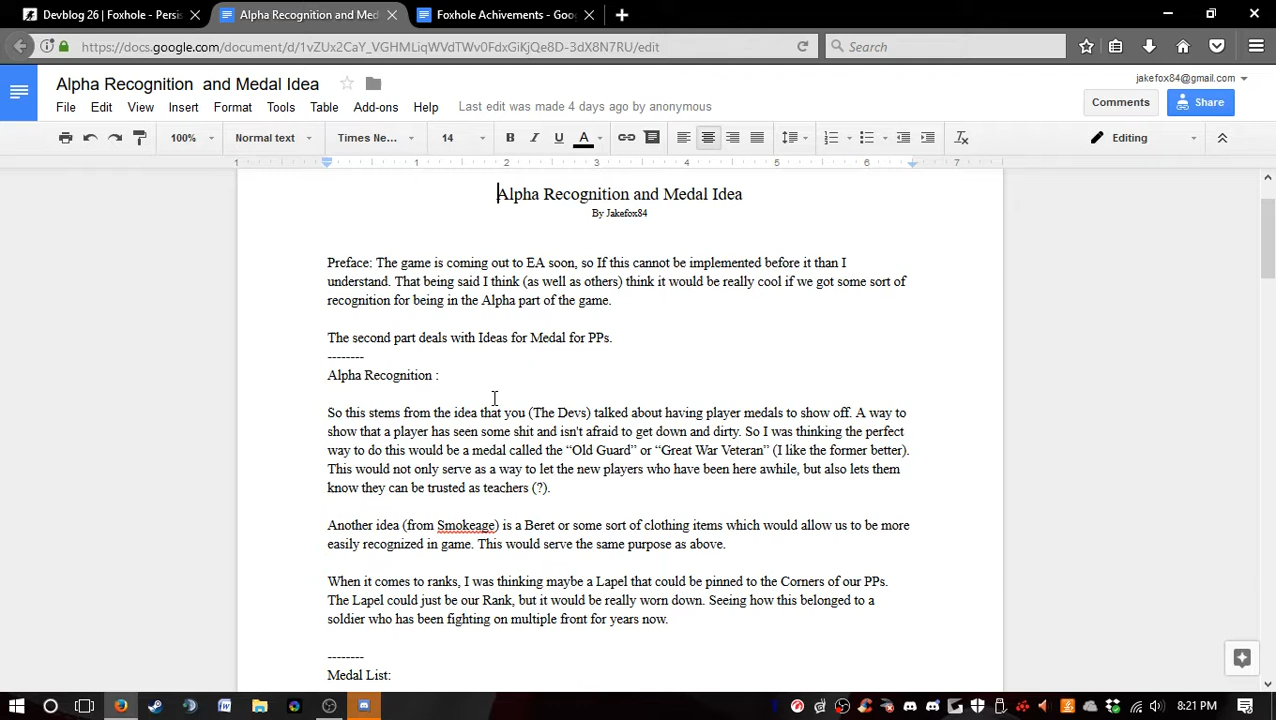 Devblog 26 | Foxhole - Persis
Alpha Recognition and Med
Foxhole Achivements - Goo
https://docs.google.com/document/d/1vZUx2CaY_VGHMLiqWVdTWv0FdxGiKjQe8D-3dX8N7RU/edit
Search
Alpha Recognition and Medal Idea
jakefox84@gmail.com
File Edit View Insert Format Tools Table Add-ons Help Last edit was made 4 days ago by anonymous
Comments
Share
100% Normal text Times Ne... 14 B I U A Editing
1 1 2 3 4 5 6 7
Alpha Recognition and Medal Idea
By Jakefox84
Preface: The game is coming out to EA soon, so If this cannot be implemented before it than I
understand. That being said I think (as well as others) think it would be really cool if we got some sort of
recognition for being in the Alpha part of the game.
The second part deals with Ideas for Medal for PPs.
--------
Alpha Recognition :
So this stems from the idea that you (The Devs) talked about having player medals to show off. A way to
show that a player has seen some shit and isn't afraid to get down and dirty. So I was thinking the perfect
way to do this would be a medal called the “Old Guard” or “Great War Veteran” (I like the former better).
This would not only serve as a way to let the new players who have been here awhile, but also lets them
know they can be trusted as teachers (?).
Another idea (from Smokeage) is a Beret or some sort of clothing items which would allow us to be more
easily recognized in game. This would serve the same purpose as above.
When it comes to ranks, I was thinking maybe a Lapel that could be pinned to the Corners of our PPs.
The Lapel could just be our Rank, but it would be really worn down. Seeing how this belonged to a
soldier who has been fighting on multiple front for years now.
--------
Medal List:
8:21 PM